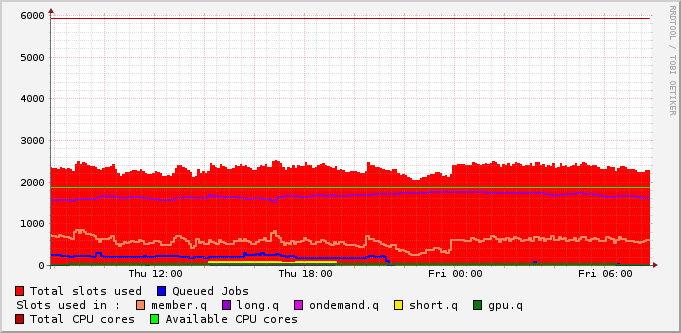 RRDTOOL / TOBI OETIKER
6000
5000
4000
3000
2000
1000
0
Thu 12:00 Thu 18:00 Fri 00:00 Fri 06:00
Total slots used Queued Jobs
Slots used in : member.q long.q ondemand.q short.q gpu.q
Total CPU cores Available CPU cores